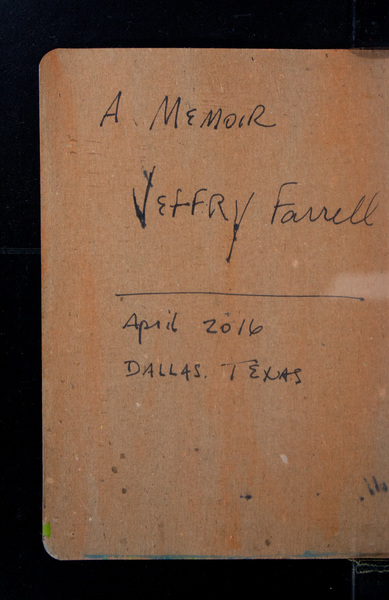 A MEMOIR
JEFFRY Farrell
April 2016
DALLAS. TEXAS